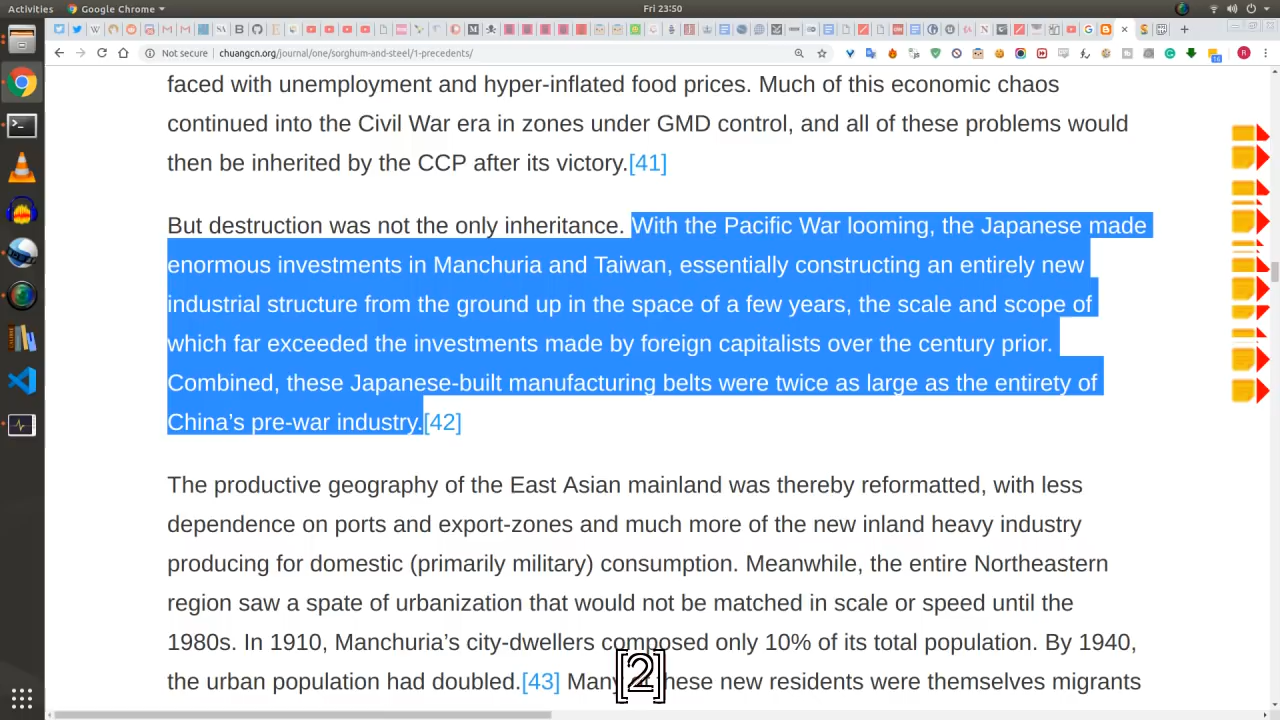 Activities
Google Chrome
Fri 23:50
Not secure
chuangcn.org/journal/one/sorghum-and-steel/1-precedents/
faced with unemployment and hyper-inflated food prices. Much of this economic chaos
continued into the Civil War era in zones under GMD control, and all of these problems would
then be inherited by the CCP after its victory.[41]
But destruction was not the only inheritance. With the Pacific War looming, the Japanese made
enormous investments in Manchuria and Taiwan, essentially constructing an entirely new
industrial structure from the ground up in the space of a few years, the scale and scope of
which far exceeded the investments made by foreign capitalists over the century prior.
Combined, these Japanese-built manufacturing belts were twice as large as the entirety of
China’s pre-war industry.[42]
The productive geography of the East Asian mainland was thereby reformatted, with less
dependence on ports and export-zones and much more of the new inland heavy industry
producing for domestic (primarily military) consumption. Meanwhile, the entire Northeastern
region saw a spate of urbanization that would not be matched in scale or speed until the
1980s. In 1910, Manchuria’s city-dwellers composed only 10% of its total population. By 1940,
the urban population had doubled.[43] Many these new residents were themselves migrants
[2]